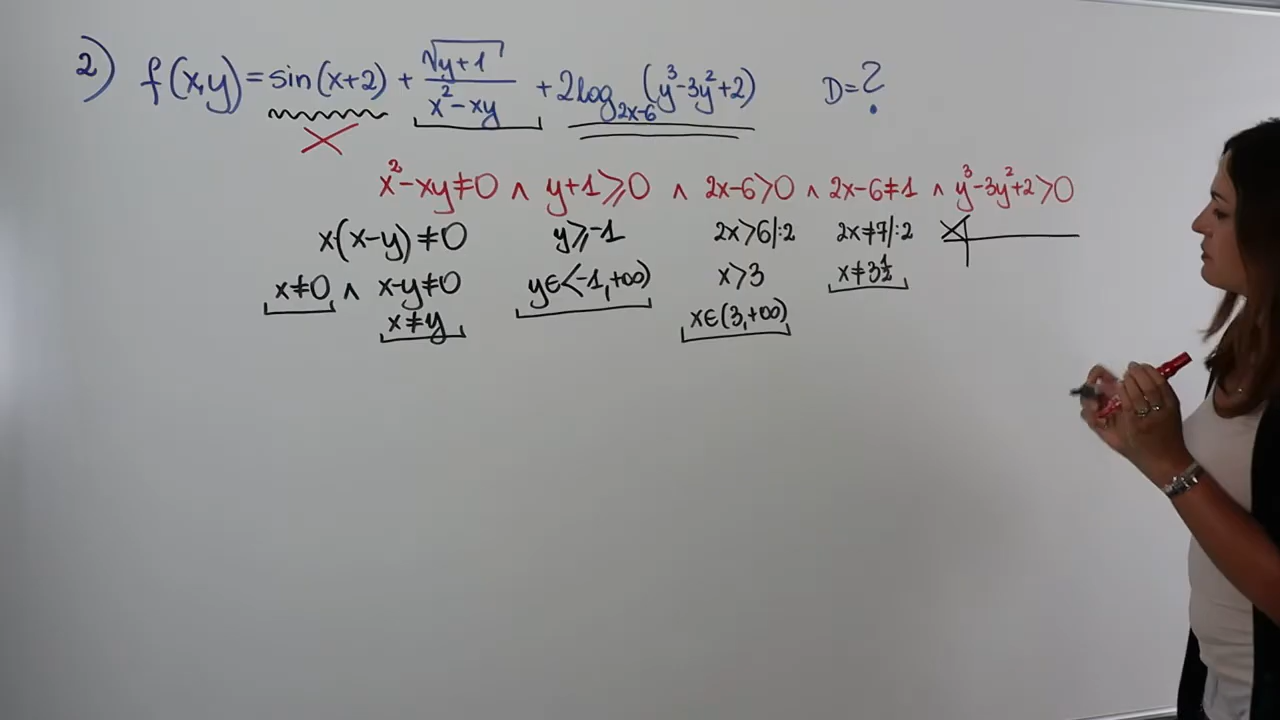 2) f(x,y)=sin(x+2)+√(y+1)/(x²-xy)+2log₂ₓ₋₆(y³-3y²+2) D=?
x²-xy≠0 ∧ y+1⩾0 ∧ 2x-6>0 ∧ 2x-6≠1 ∧ y³-3y²+2>0
x(x-y)≠0 y⩾-1 2x>6|:2 2x≠7|:2
x≠0 ∧ x-y≠0 y∈<-1,+∞) x>3 x≠3½
x≠y x∈(3,+∞)